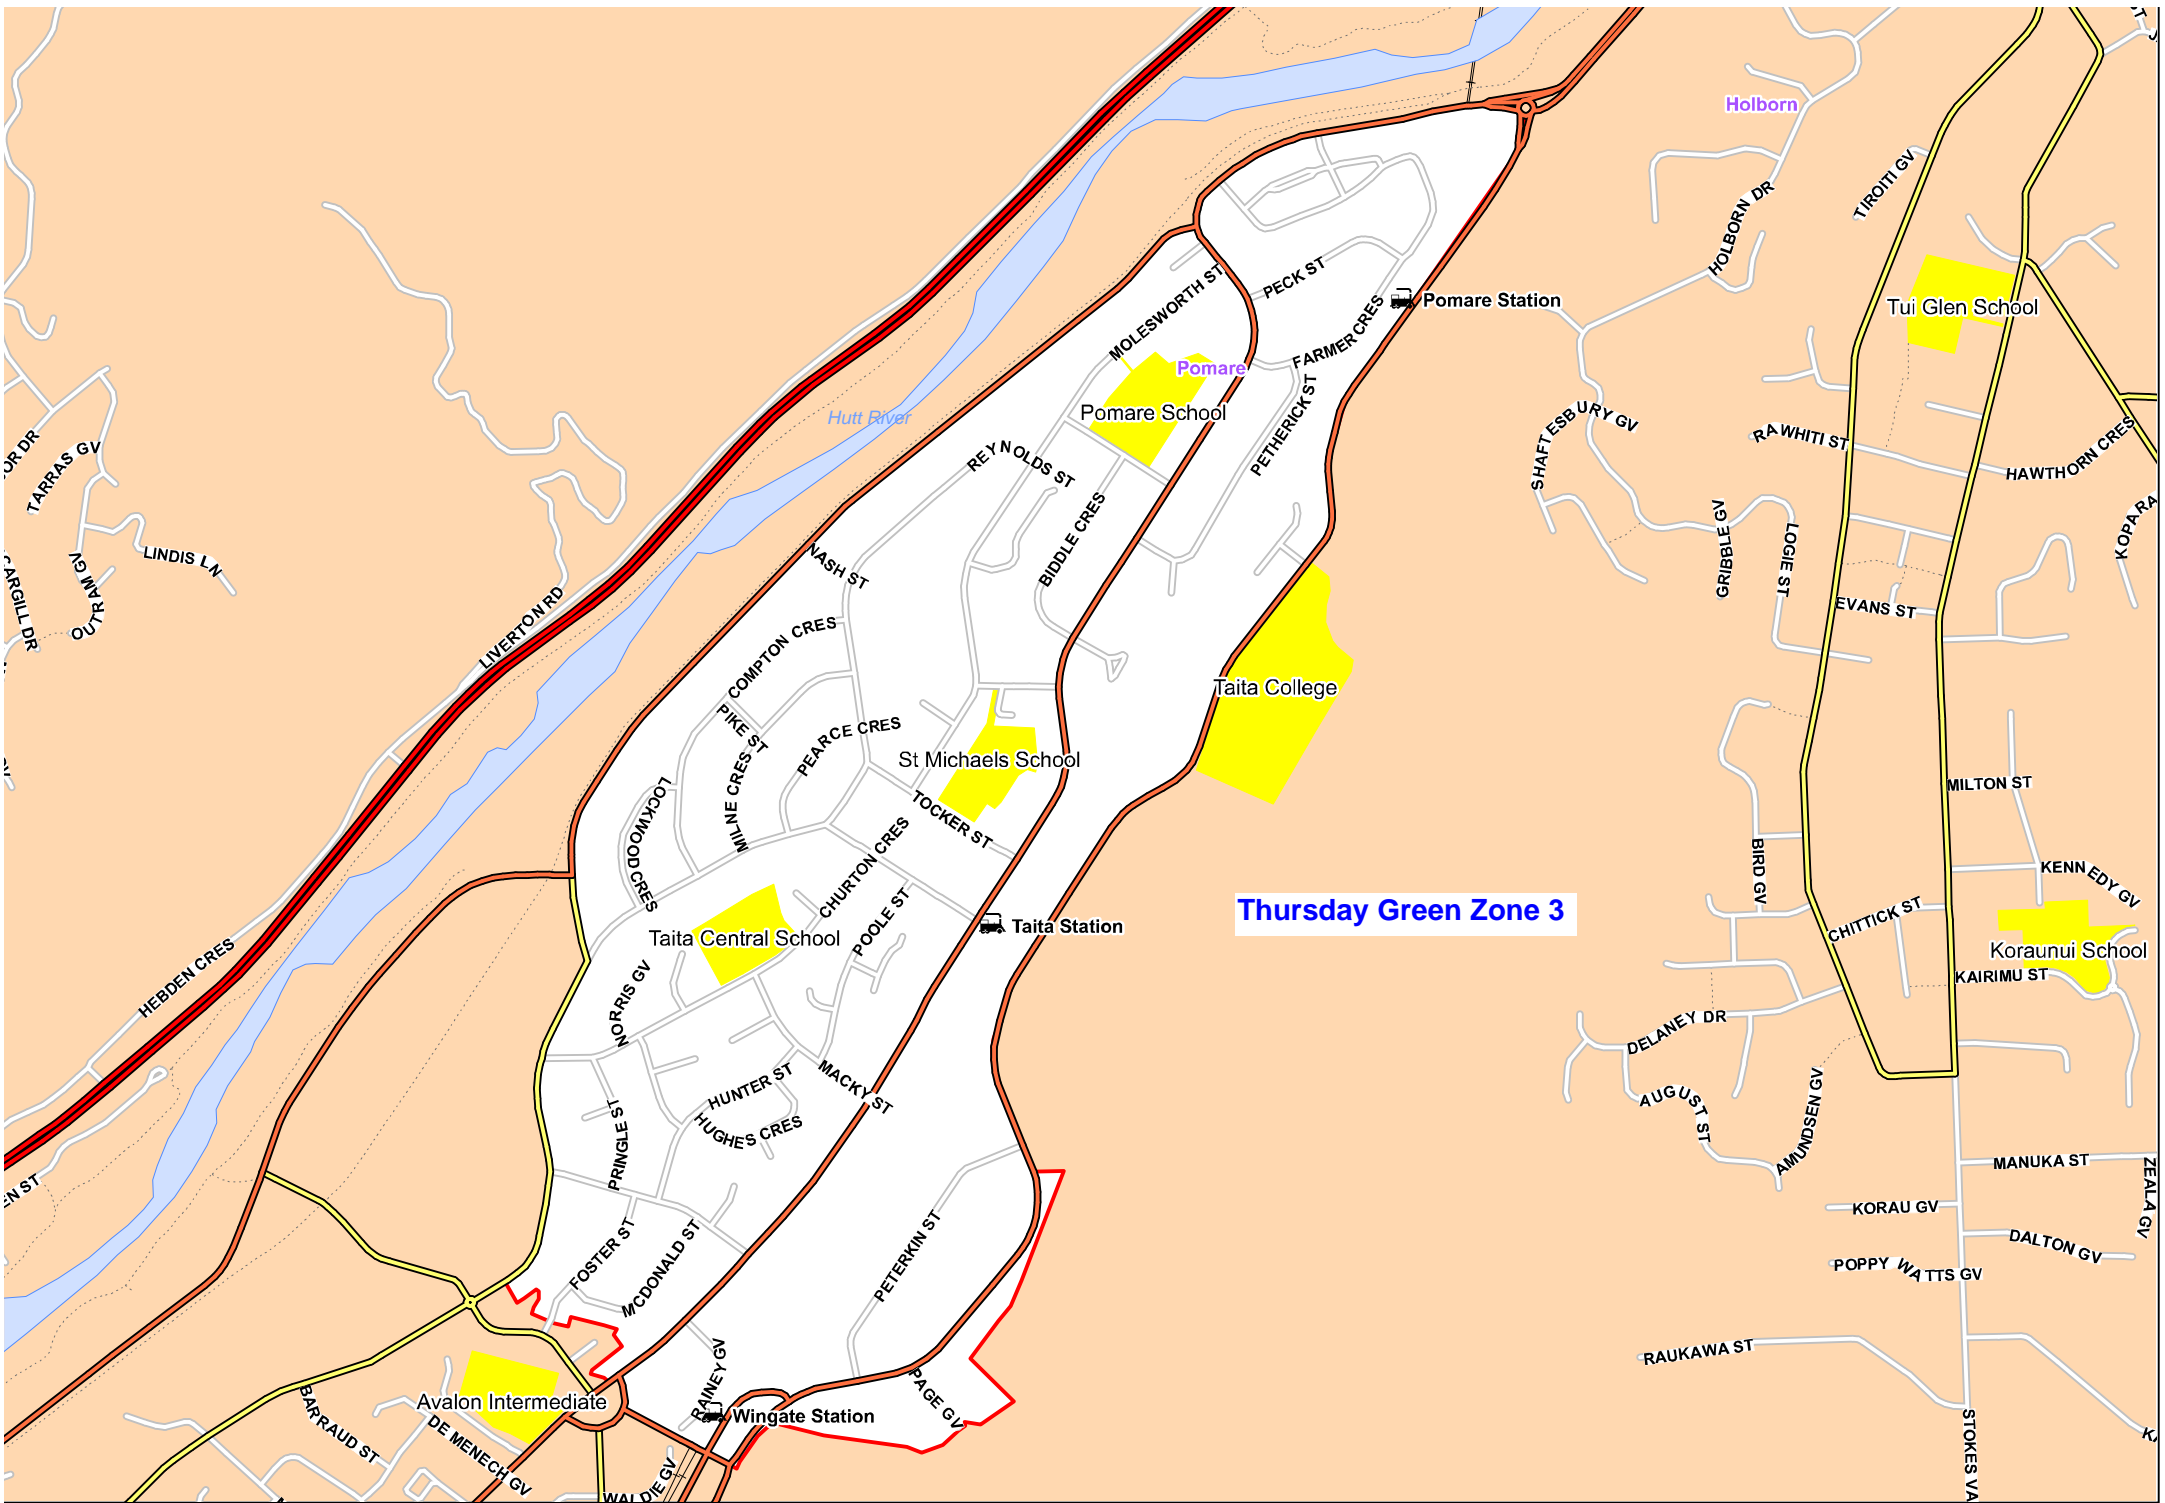 Holborn
TIROITI GV
HOLBORN DR
MOLESWORTH ST
PECK ST
Pomare Station
FARMER CRES
Tui Glen School
Pomare
Pomare School
Hutt River
PETHERICK ST
SHAFTESBURY GV
RAWHITI ST
HAWTHORN CRES
OR DR
TARRAS GV
REYNOLDS ST
BIDDLE CRES
GRIBBLE GV
LOGIE ST
KOPARA
CARGILL DR
OUTRAM GV
LINDIS LN
NASH ST
LIVERTON RD
COMPTON CRES
EVANS ST
Taita College
PIKE ST
PEARCE CRES
MILNE CRES
St Michaels School
LOCKWOOD CRES
TOCKER ST
MILTON ST
CHURTON CRES
BIRD GV
KENNEDY GV
POOLE ST
Thursday Green Zone 3
CHITTICK ST
Taita Station
Taita Central School
Koraunui School
HEBDEN CRES
NORRIS GV
KAIRIMU ST
DELANEY DR
HUNTER ST
MACKY ST
HUGHES CRES
PRINGLE ST
AUGUST ST
AMUNDSEN GV
MANUKA ST
ZEALA GV
EN ST
KORAU GV
FOSTER ST
MCDONALD ST
PETERKIN ST
DALTON GV
POPPY WATTS GV
RAUKAWA ST
RAINEY GV
PAGE GV
Avalon Intermediate
Wingate Station
BARRAUD ST
DE MENECH GV
WALDIE GV
STOKES VA